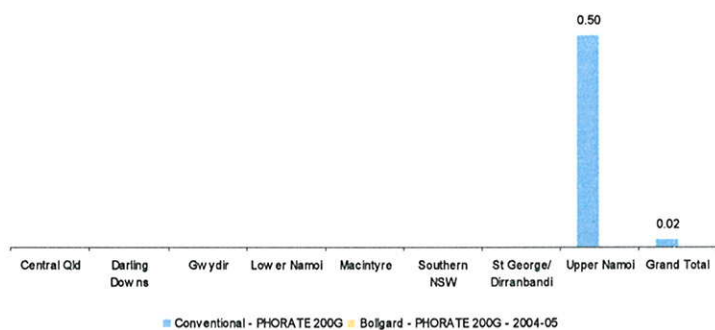 0.50
0.02
Central Qld Darling Downs Gwydir Lower Namoi Macintyre Southern NSW St George/ Dirranbandi Upper Namoi Grand Total
Conventional - PHORATE 200G Bollgard - PHORATE 200G - 2004-05